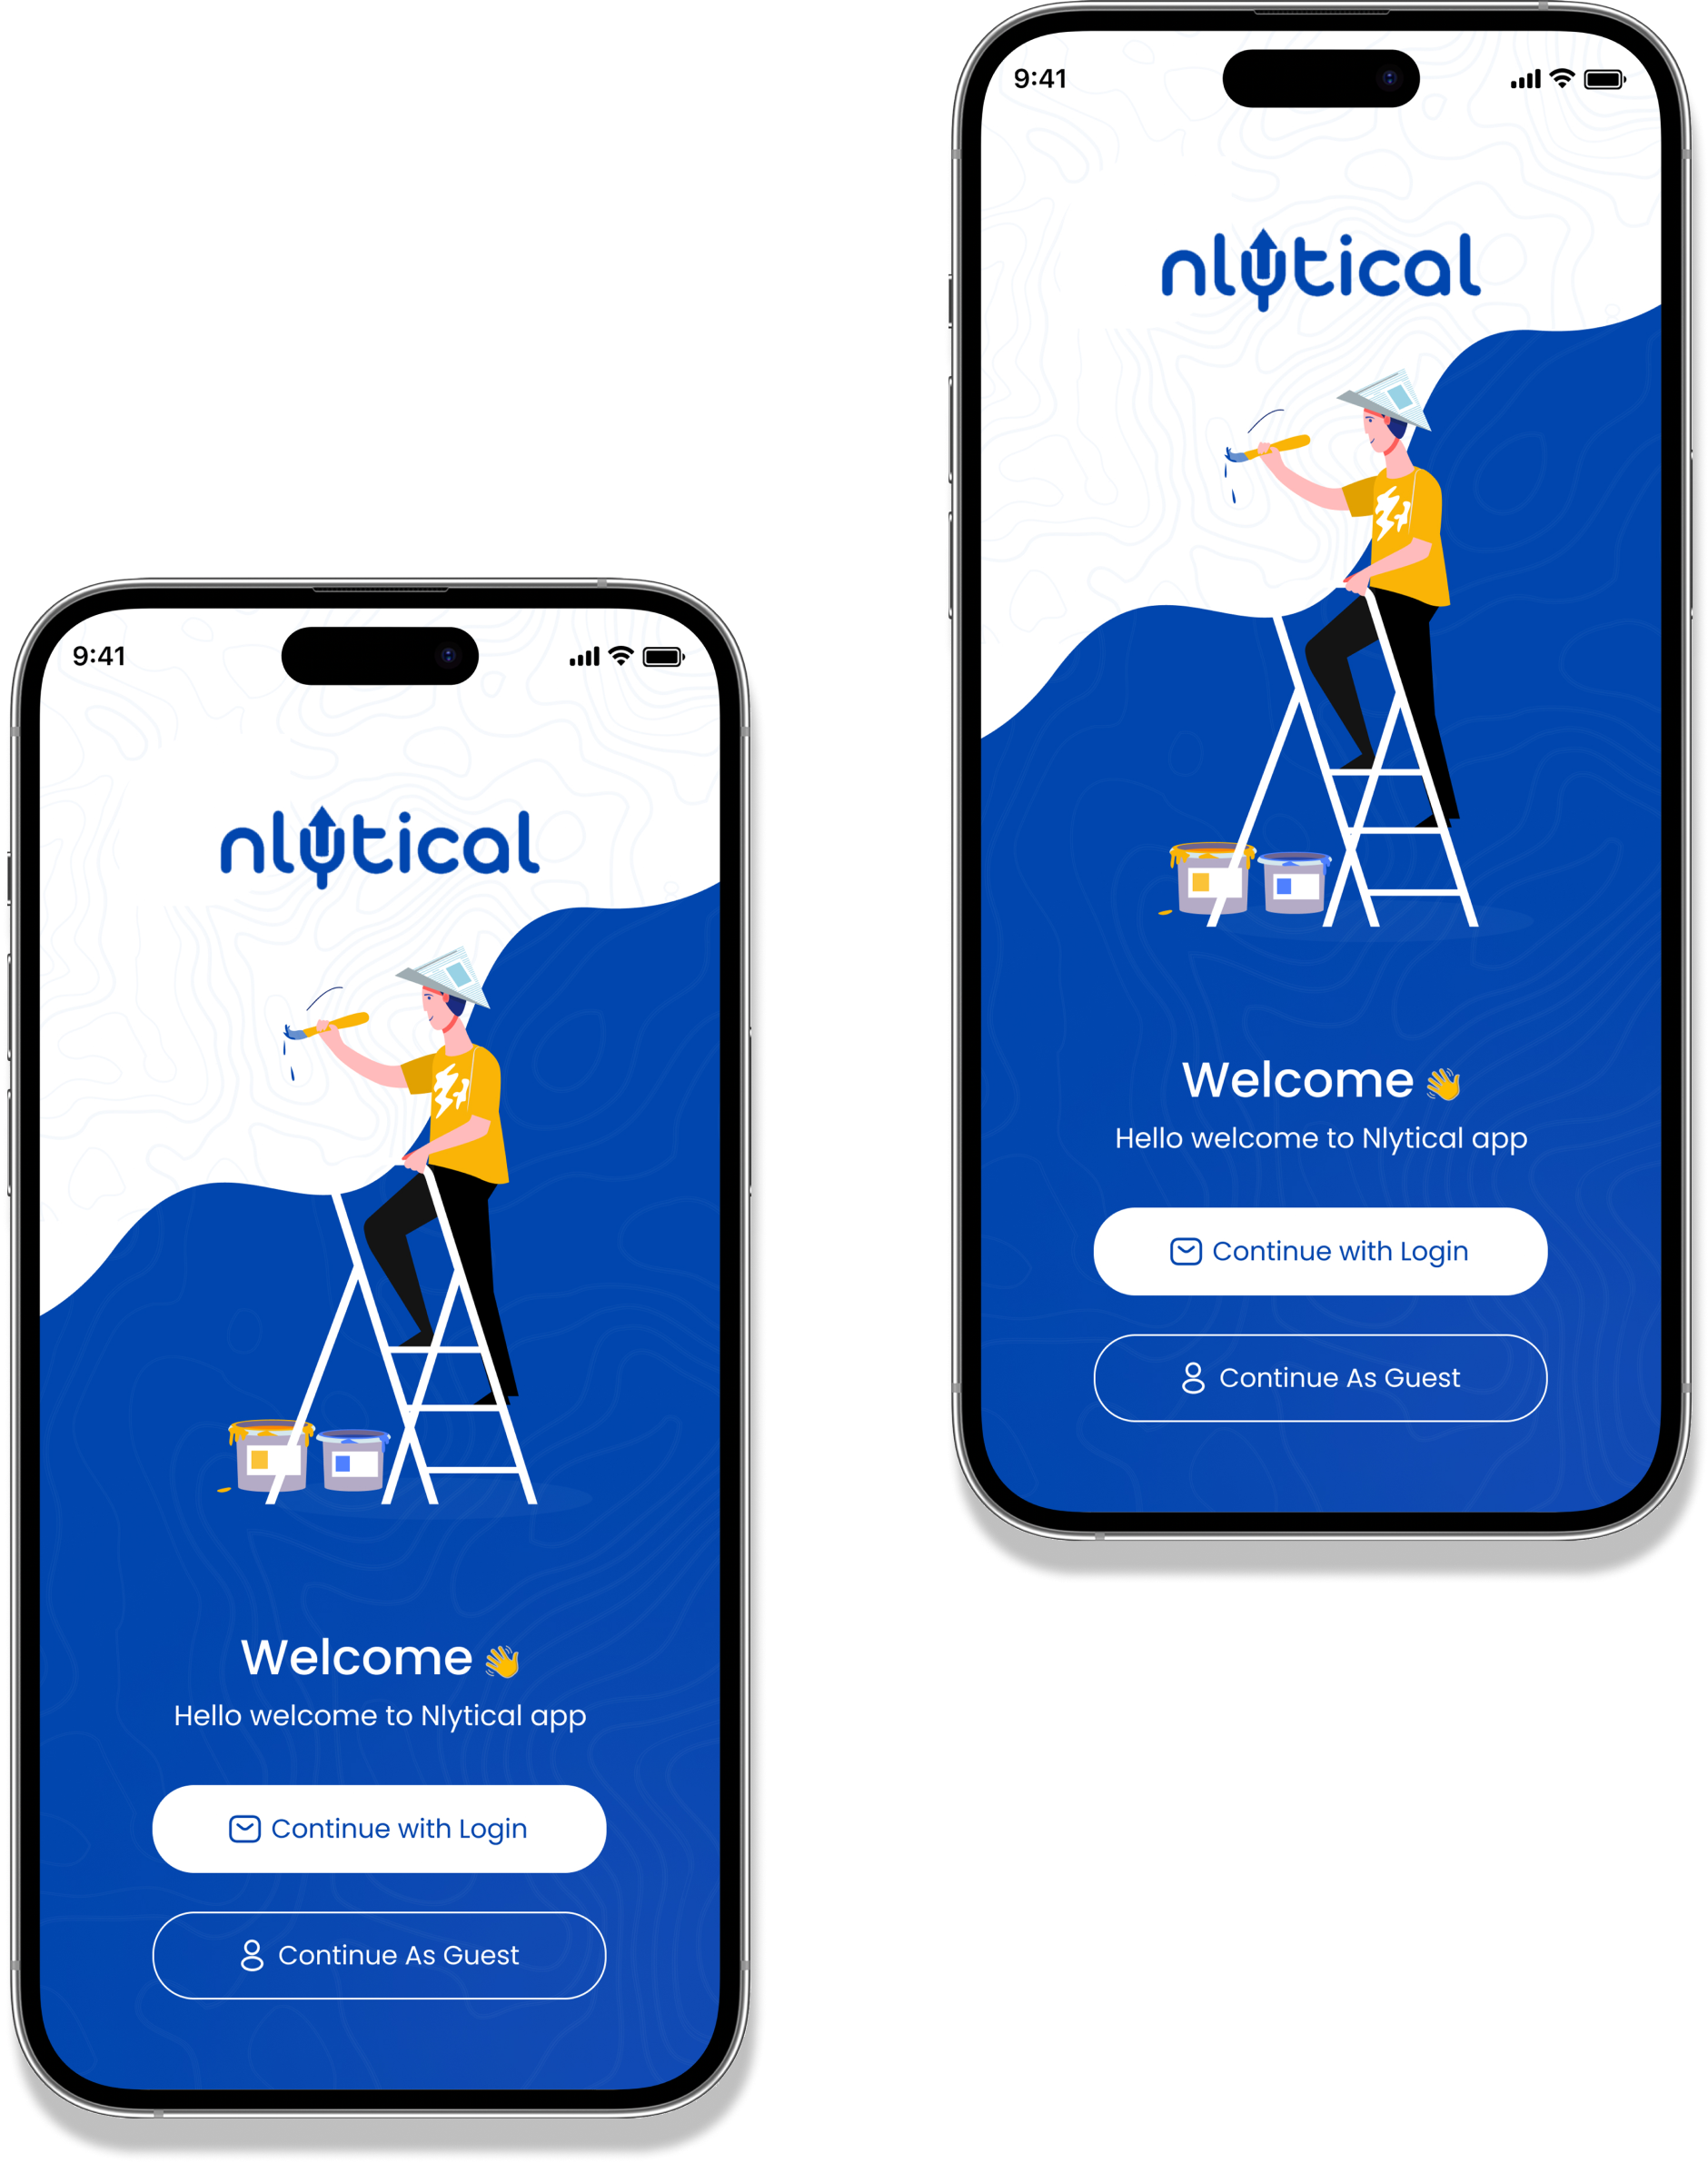 9:41
nlytical
Welcome 👋
Hello welcome to Nlytical app
Continue with Login
Continue As Guest
9:41
nlytical
Welcome 👋
Hello welcome to Nlytical app
Continue with Login
Continue As Guest